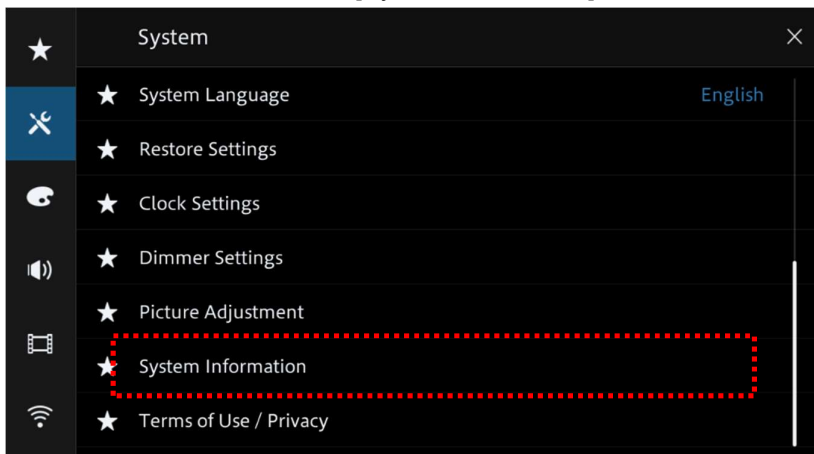 System
System Language English
Restore Settings
Clock Settings
Dimmer Settings
Picture Adjustment
System Information
Terms of Use / Privacy